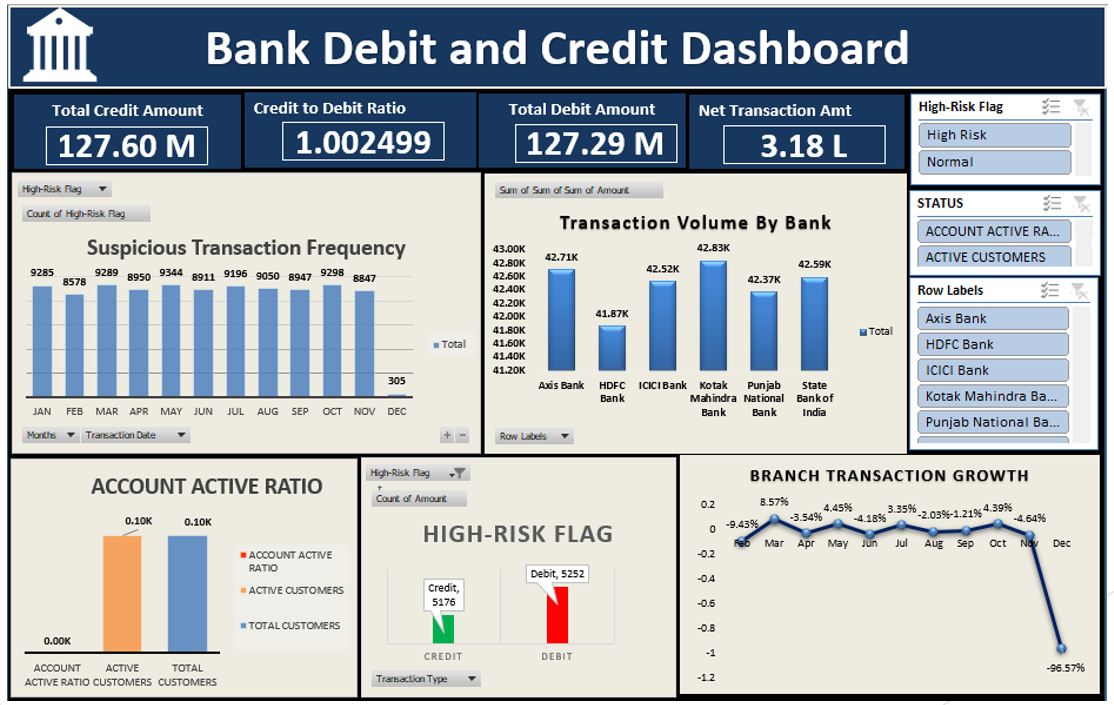 Bank Debit and Credit Dashboard
Total Credit Amount
127.60 M
Credit to Debit Ratio
1.002499
Total Debit Amount
127.29 M
Net Transaction Amt
3.18 L
High-Risk Flag
High Risk
Normal
STATUS
ACCOUNT ACTIVE RA...
ACTIVE CUSTOMERS
Row Labels
Axis Bank
HDFC Bank
ICICI Bank
Kotak Mahindra Ba...
Punjab National Ba...
High-Risk Flag
Count of High-Risk Flag
Suspicious Transaction Frequency
9285 8578 9289 8950 9344 8911 9196 9050 8947 9298 8847 305
Total
JAN FEB MAR APR MAY JUN JUL AUG SEP OCT NOV DEC
Months Transaction Date
+ −
Sum of Sum of Sum of Amount
Transaction Volume By Bank
43.00K
42.80K
42.60K
42.40K
42.20K
42.00K
41.80K
41.60K
41.40K
41.20K
42.71K 41.87K 42.52K 42.83K 42.37K 42.59K
Total
Axis Bank
HDFC
Bank
ICICI Bank
Kotak
Mahindra
Bank
Punjab
National
Bank
State
Bank of
India
Row Labels
ACCOUNT ACTIVE RATIO
0.00K 0.10K 0.10K
ACCOUNT
ACTIVE RATIO
ACTIVE
CUSTOMERS
TOTAL
CUSTOMERS
ACCOUNT ACTIVE
RATIO
ACTIVE CUSTOMERS
TOTAL CUSTOMERS
High-Risk Flag
+
Count of Amount
HIGH-RISK FLAG
Credit,
5176
Debit, 5252
CREDIT DEBIT
Transaction Type
BRANCH TRANSACTION GROWTH
0.2
0
-0.2
-0.4
-0.6
-0.8
-1
-1.2
-9.43% 8.57% -3.54% 4.45% -4.18% 3.35% -2.03% -1.21% 4.39% -4.64% -96.57%
Feb Mar Apr May Jun Jul Aug Sep Oct Nov Dec